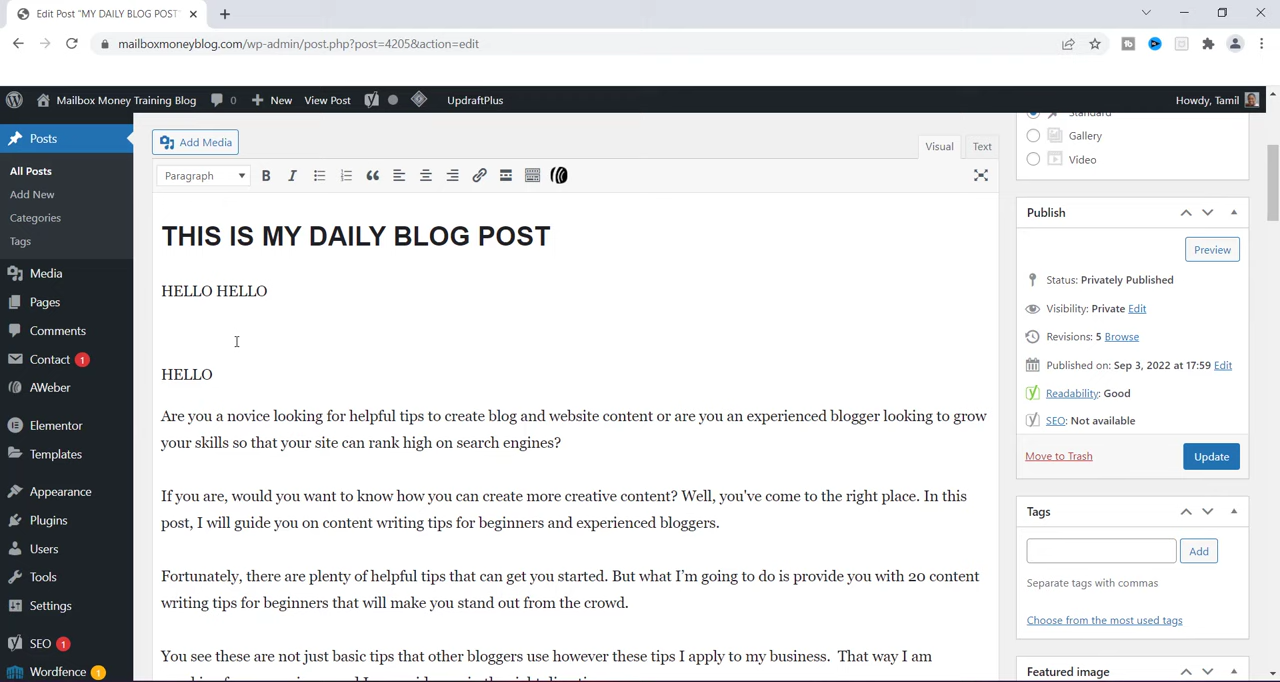 Edit Post "MY DAILY BLOG POST"
mailboxmoneyblog.com/wp-admin/post.php?post=4205&action=edit
Mailbox Money Training Blog 0 New View Post UpdraftPlus Howdy, Tamil
Posts
All Posts
Add New
Categories
Tags
Media
Pages
Comments
Contact 1
AWeber
Elementor
Templates
Appearance
Plugins
Users
Tools
Settings
SEO 1
Wordfence 1
Add Media
Visual Text
Paragraph
THIS IS MY DAILY BLOG POST
HELLO HELLO
HELLO
Are you a novice looking for helpful tips to create blog and website content or are you an experienced blogger looking to grow
your skills so that your site can rank high on search engines?
If you are, would you want to know how you can create more creative content? Well, you've come to the right place. In this
post, I will guide you on content writing tips for beginners and experienced bloggers.
Fortunately, there are plenty of helpful tips that can get you started. But what I'm going to do is provide you with 20 content
writing tips for beginners that will make you stand out from the crowd.
You see these are not just basic tips that other bloggers use however these tips I apply to my business.  That way I am
Standard
Gallery
Video
Publish
Preview
Status: Privately Published
Visibility: Private Edit
Revisions: 5 Browse
Published on: Sep 3, 2022 at 17:59 Edit
Readability: Good
SEO: Not available
Move to Trash Update
Tags
Add
Separate tags with commas
Choose from the most used tags
Featured image